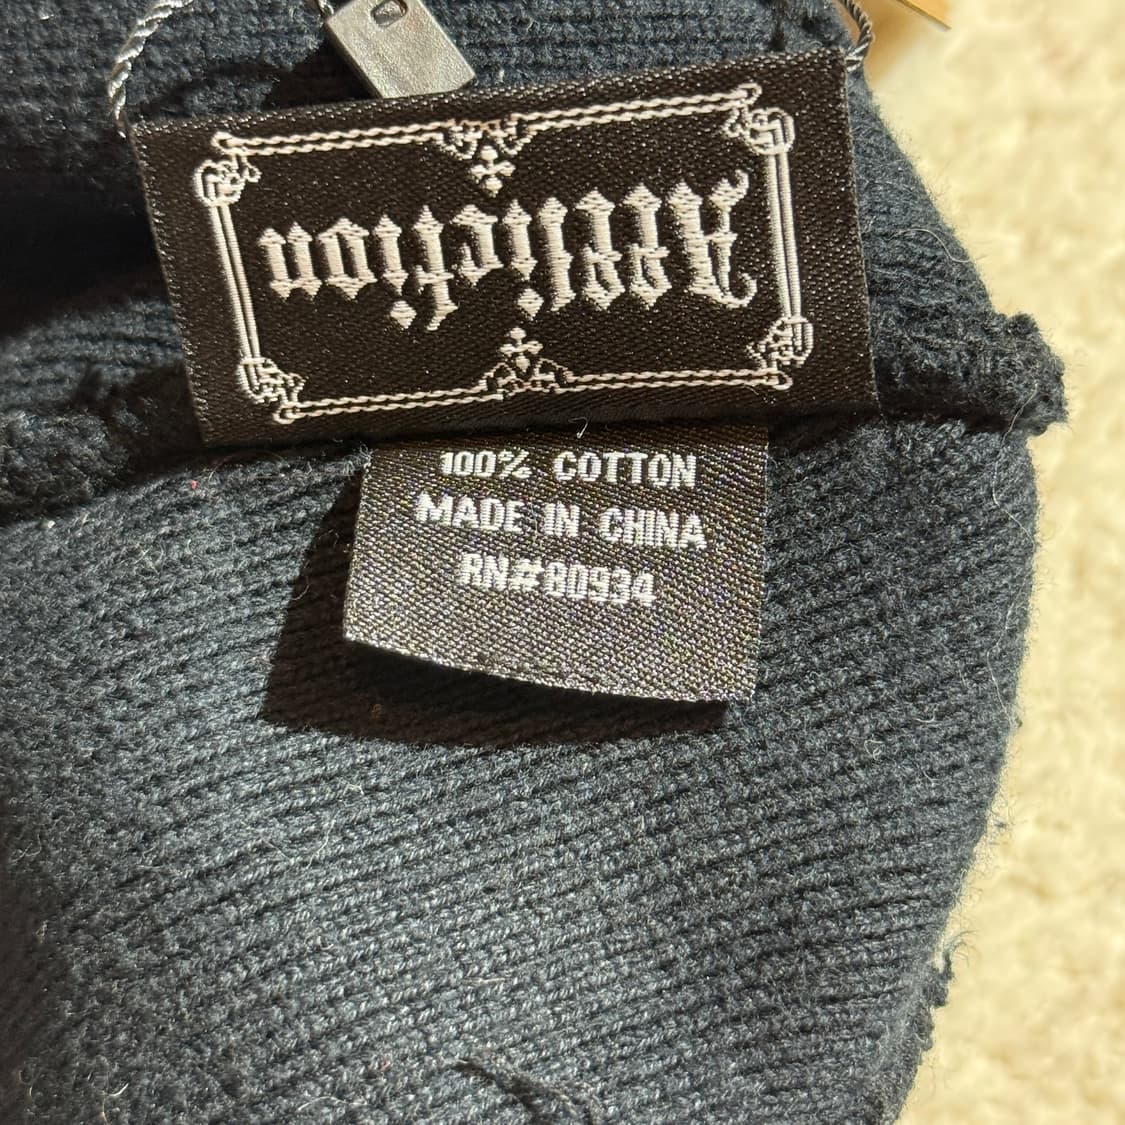 Affliction
100% COTTON
MADE IN CHINA
RN#80934